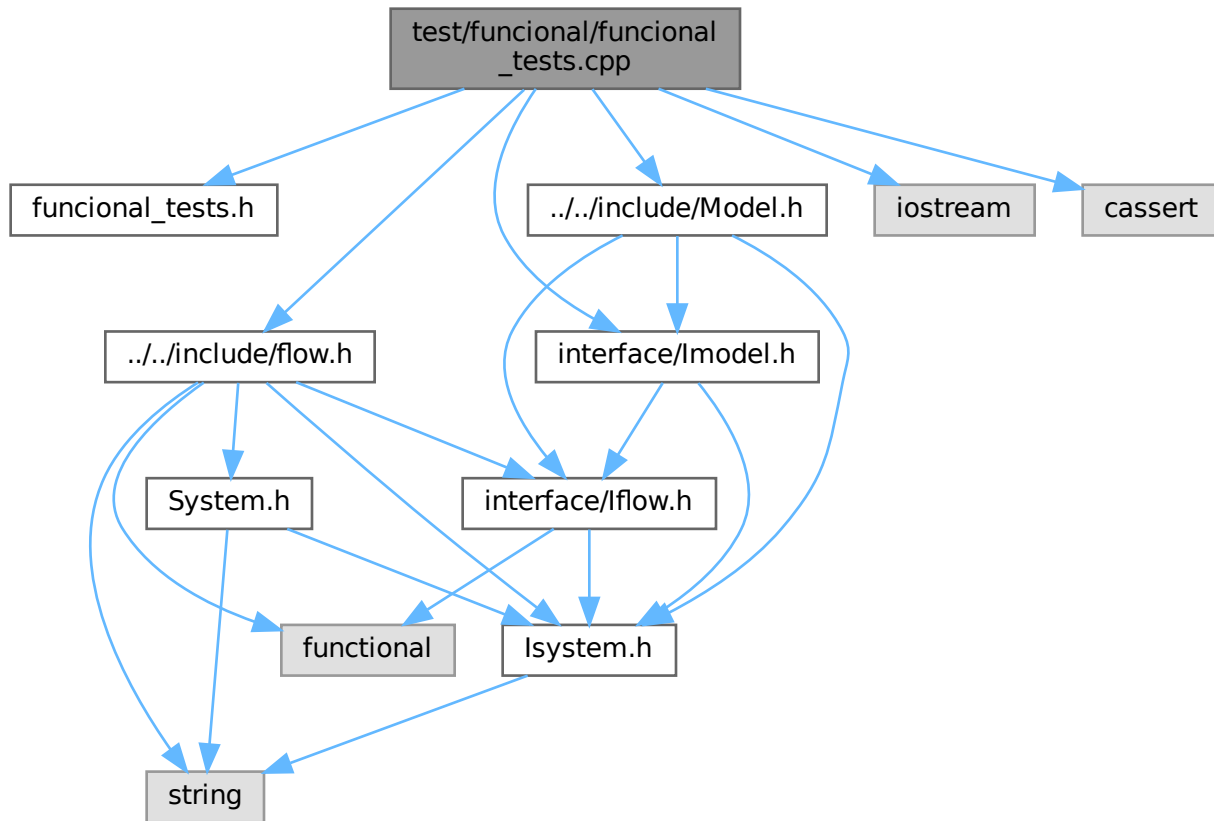 test/funcional/funcional
_tests.cpp
funcional_tests.h
../../include/Model.h
iostream
cassert
../../include/flow.h
interface/Imodel.h
System.h
interface/Iflow.h
functional
Isystem.h
string